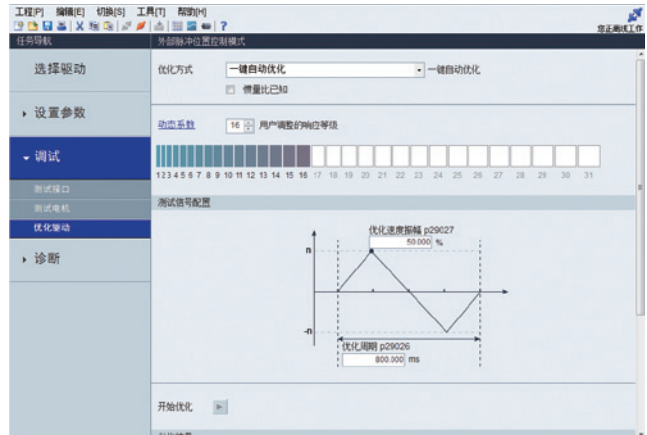 工程[P] 编辑[E] 切换[S] 工具[T] 帮助[H]
您正离线工作
任务导航
外部脉冲位置控制模式
选择驱动
优化方式 一键自动优化 一键自动优化
惯量比已知
设置参数
动态系数 16 用户调整的响应等级
调试
1 2 3 4 5 6 7 8 9 10 11 12 13 14 15 16 17 18 19 20 21 22 23 24 25 26 27 28 29 30 31
测试接口
测试信号配置
测试电机
优化驱动
优化速度振幅 p29027
50.000 %
n
诊断
-n
优化周期 p29026
800.000 ms
开始优化